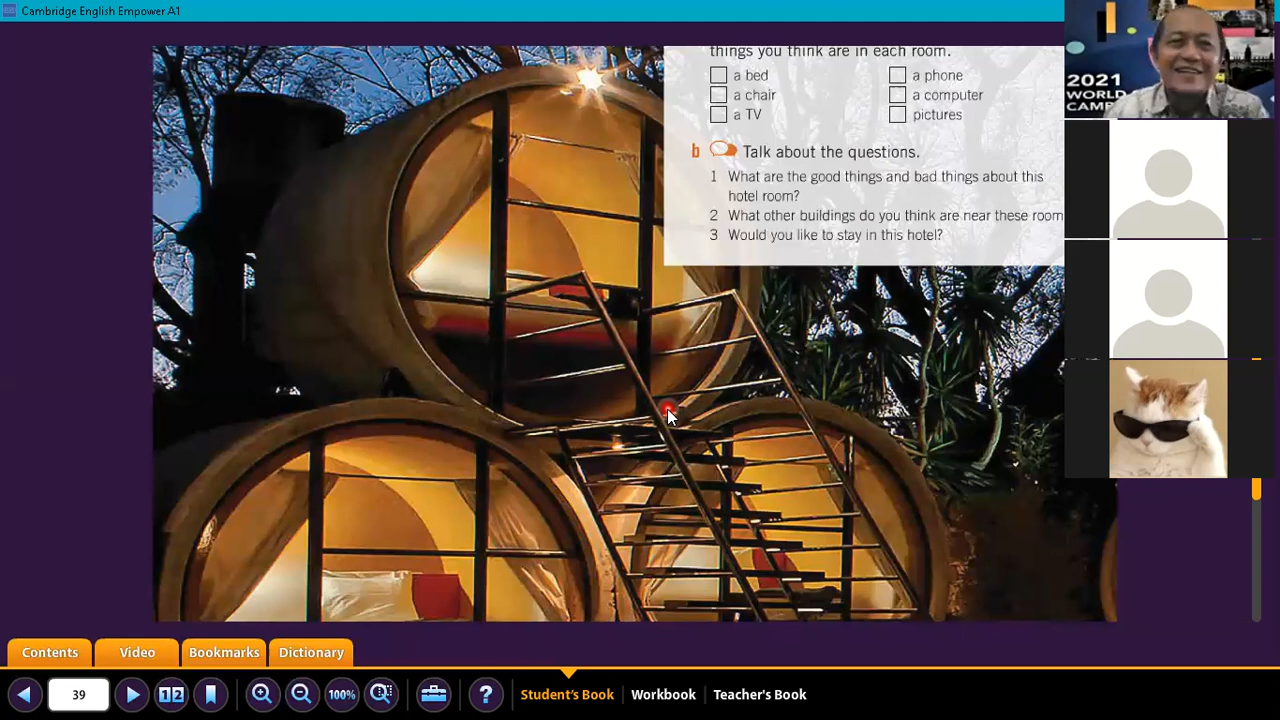 Cambridge English Empower A1
things you think are in each room.
a bed
a phone
a chair
a computer
a TV
pictures
b Talk about the questions.
1 What are the good things and bad things about this
hotel room?
2 What other buildings do you think are near these room
3 Would you like to stay in this hotel?
2021
WORLD
CAMP
Contents
Video
Bookmarks
Dictionary
39
1 2
100%
?
Student's Book
Workbook
Teacher's Book